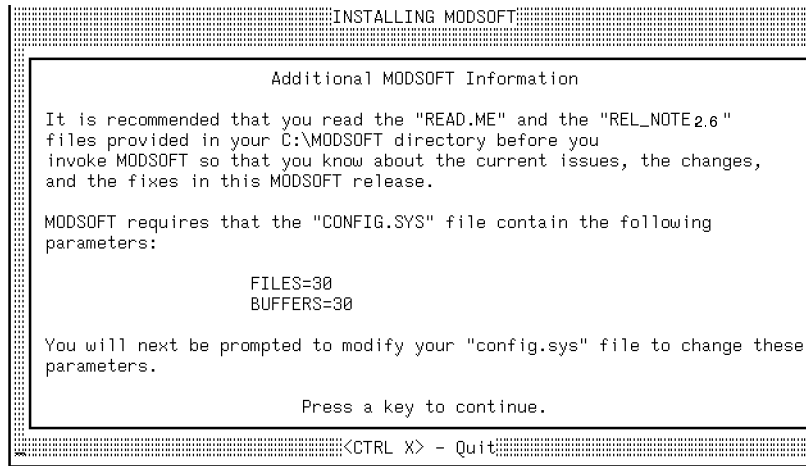 INSTALLING MODSOFT
Additional MODSOFT Information
It is recommended that you read the "READ.ME" and the "REL_NOTE2.6"
files provided in your C:\MODSOFT directory before you
invoke MODSOFT so that you know about the current issues, the changes,
and the fixes in this MODSOFT release.
MODSOFT requires that the "CONFIG.SYS" file contain the following
parameters:
FILES=30
BUFFERS=30
You will next be prompted to modify your "config.sys" file to change these
parameters.
Press a key to continue.
<CTRL X> - Quit